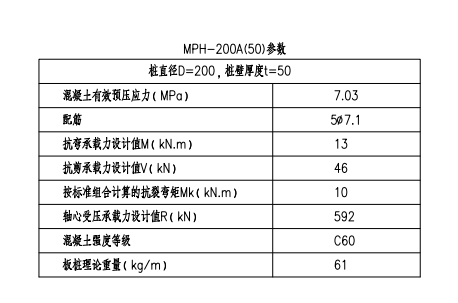 MPH-200A(50)参数
桩直径D=200，桩壁厚度t=50
混凝土有效预压应力(MPa) 7.03
配筋 5ø7.1
抗弯承载力设计值M(kN.m) 13
抗剪承载力设计值V(kN) 46
按标准组合计算的抗裂弯矩Mk(kN.m) 10
轴心受压承载力设计值R(kN) 592
混凝土强度等级 C60
板桩理论重量(kg/m) 61